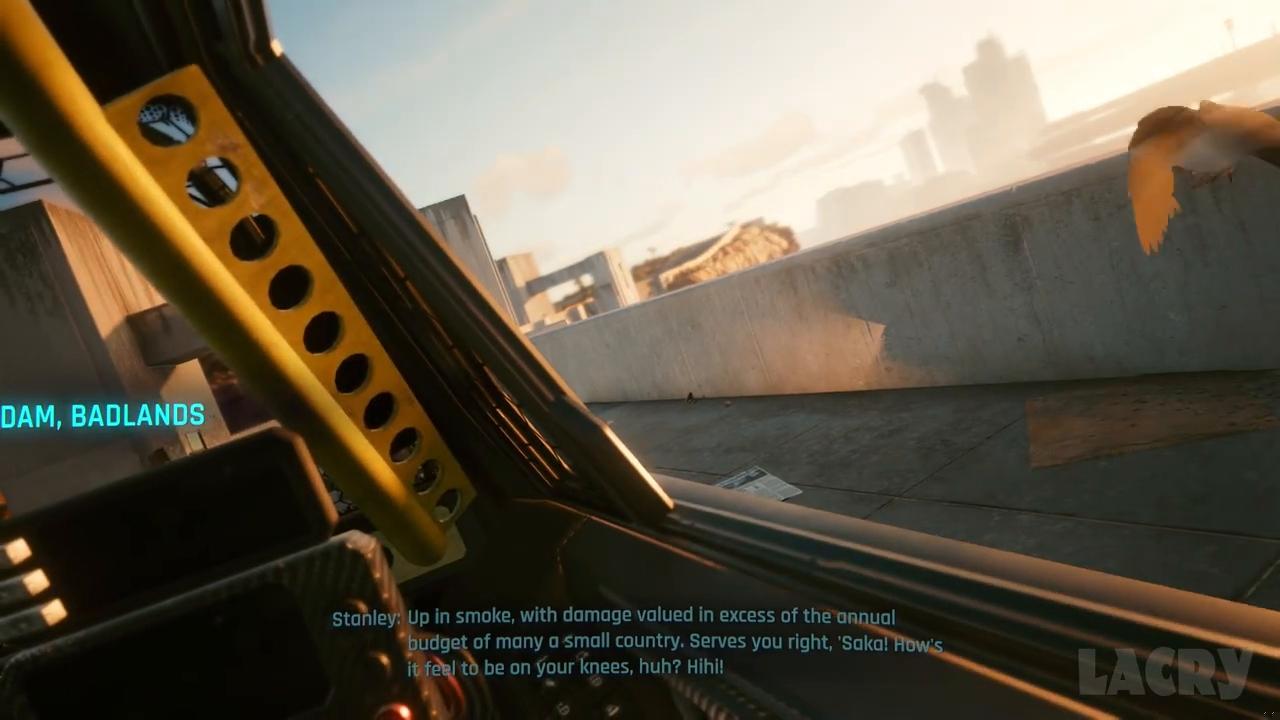 DAM, BADLANDS
Stanley: Up in smoke, with damage valued in excess of the annual
budget of many a small country. Serves you right, 'Saka! How's
it feel to be on your knees, huh? Hihi!
LACRY